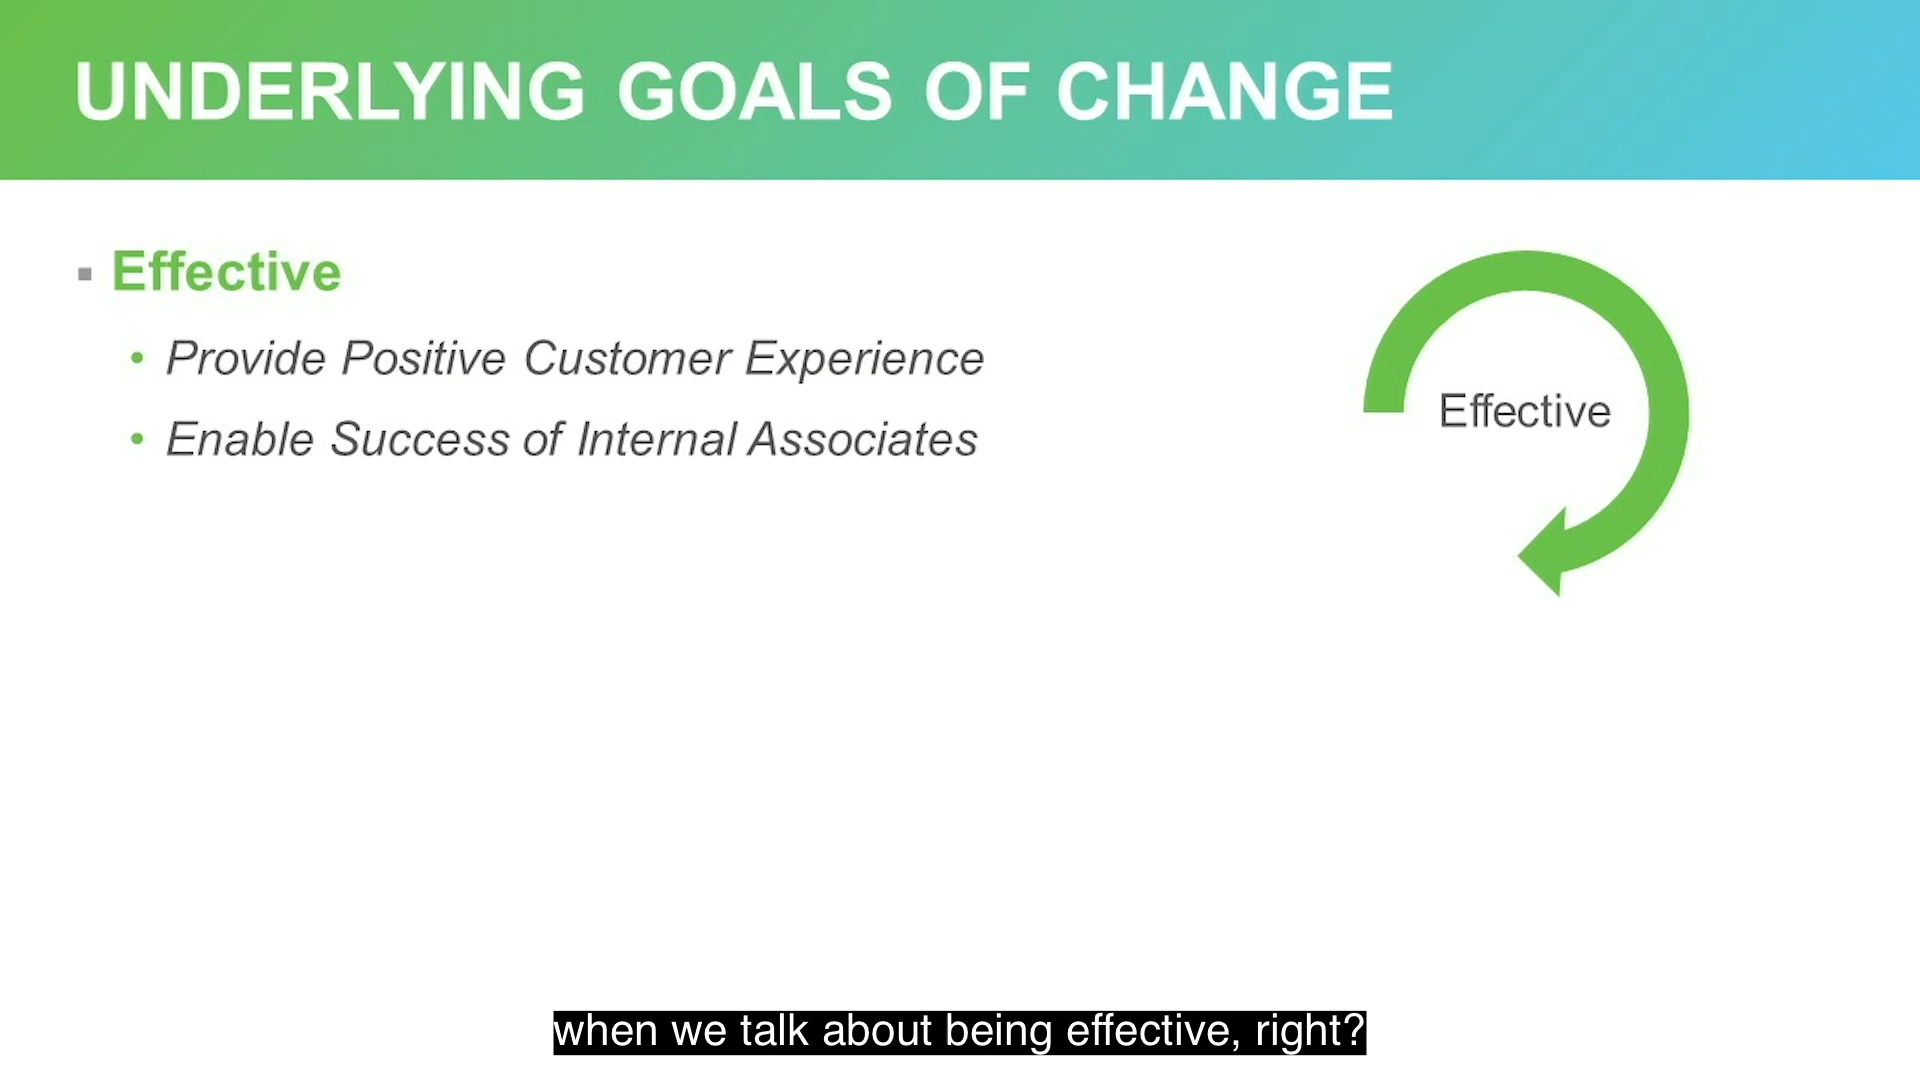 UNDERLYING GOALS OF CHANGE
Effective
Provide Positive Customer Experience
Enable Success of Internal Associates
Effective
when we talk about being effective, right?